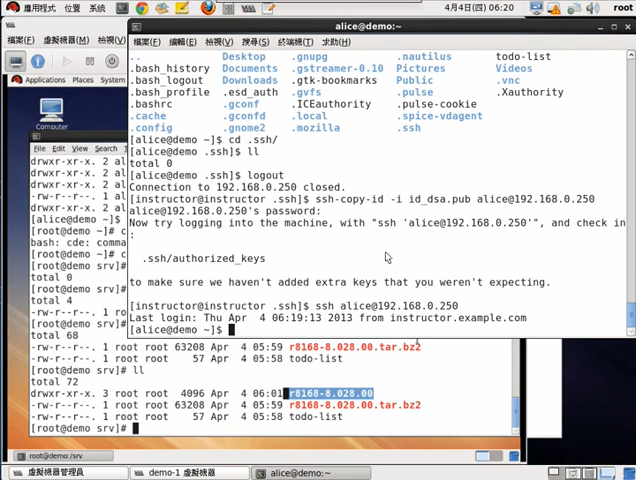 應用程式
4月4日(四) 06:20
root
檔案(F) 虛擬機器(M) 檢視(V)
alice@demo:~
檔案(F) 編輯(E) 檢視(V) 搜尋(S) 終端機(T) 求助(H)
.. Desktop .gnupg .nautilus todo-list
.bash_history Documents .gstreamer-0.10 Pictures Videos
.bash_logout Downloads .gtk-bookmarks Public .vnc
.bash_profile .esd_auth .gvfs .pulse .Xauthority
.bashrc .gconf .ICEauthority .pulse-cookie
.cache .gconfd .local .spice-vdagent
.config .gnome2 .mozilla .ssh
[alice@demo ~]$ cd .ssh/
[alice@demo .ssh]$ ll
total 0
[alice@demo .ssh]$ logout
Connection to 192.168.0.250 closed.
[instructor@instructor .ssh]$ ssh-copy-id -i id_dsa.pub alice@192.168.0.250
alice@192.168.0.250's password:
Now try logging into the machine, with "ssh 'alice@192.168.0.250'", and check in
:
.ssh/authorized_keys
to make sure we haven't added extra keys that you weren't expecting.
[instructor@instructor .ssh]$ ssh alice@192.168.0.250
Last login: Thu Apr 4 06:19:13 2013 from instructor.example.com
[alice@demo ~]$
Applications Places System
Computer
File Edit View
drwxr-xr-x. 2 al
drwxr-xr-x. 2 al
drwxr-xr-x. 2 al
[alice@demo ~]$
[root@demo ~]# c
bash: cde: comma
[root@demo ~]# c
[root@demo srv]#
total 0
[root@demo srv]#
total 4
[root@demo srv]#
total 68
-rw-r--r--. 1 root root 63208 Apr 4 05:59 r8168-8.028.00.tar.bz2
-rw-r--r--. 1 root root 57 Apr 4 05:58 todo-list
[root@demo srv]# ll
total 72
drwxr-xr-x. 3 root root 4096 Apr 4 06:01 r8168-8.028.00
-rw-r--r--. 1 root root 63208 Apr 4 05:59 r8168-8.028.00.tar.bz2
-rw-r--r--. 1 root root 57 Apr 4 05:58 todo-list
[root@demo srv]#
root@demo:/srv
虛擬機器管理員
demo-1 虛擬機器
alice@demo:~